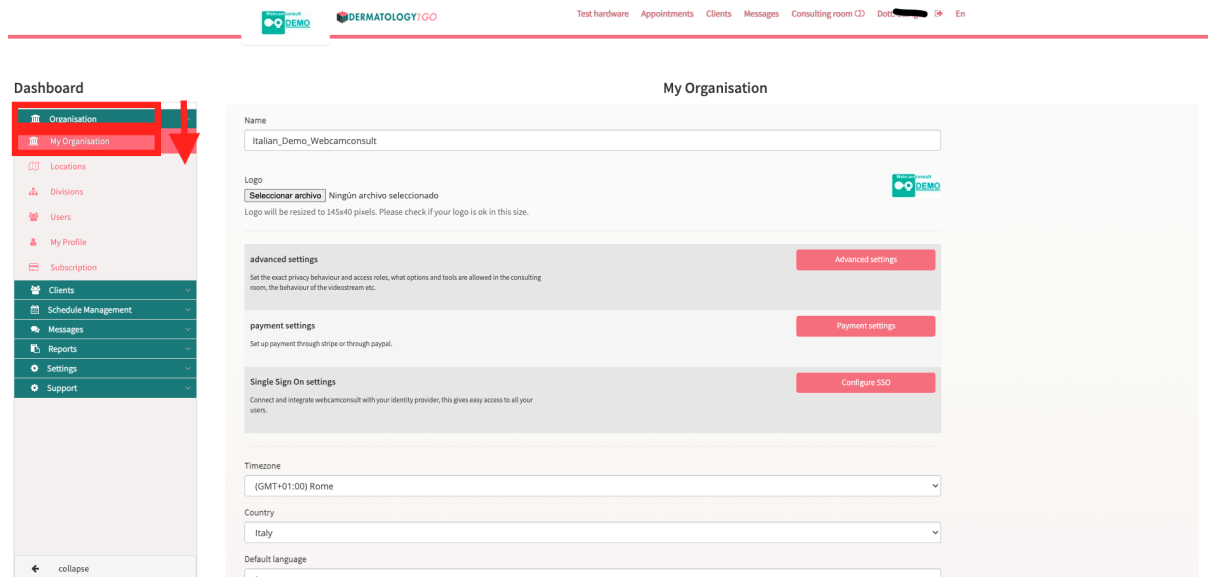 Webcamconsult
DEMO
DERMATOLOGY2GO
Test hardware Appointments Clients Messages Consulting room En
Dashboard
My Organisation
Organisation
My Organisation
Locations
Divisions
Users
My Profile
Subscription
Clients
Schedule Management
Messages
Reports
Settings
Support
collapse
Name
Italian_Demo_Webcamconsult
Logo
Seleccionar archivo Ningún archivo seleccionado
Logo will be resized to 145x40 pixels. Please check if your logo is ok in this size.
Webcamconsult
DEMO
advanced settings
Advanced settings
Set the exact privacy behaviour and access roles, what options and tools are allowed in the consulting
room, the behaviour of the videostream etc.
payment settings
Payment settings
Set up payment through stripe or through paypal.
Single Sign On settings
Configure SSO
Connect and integrate webcamconsult with your identity provider, this gives easy access to all your
users.
Timezone
(GMT+01:00) Rome
Country
Italy
Default language